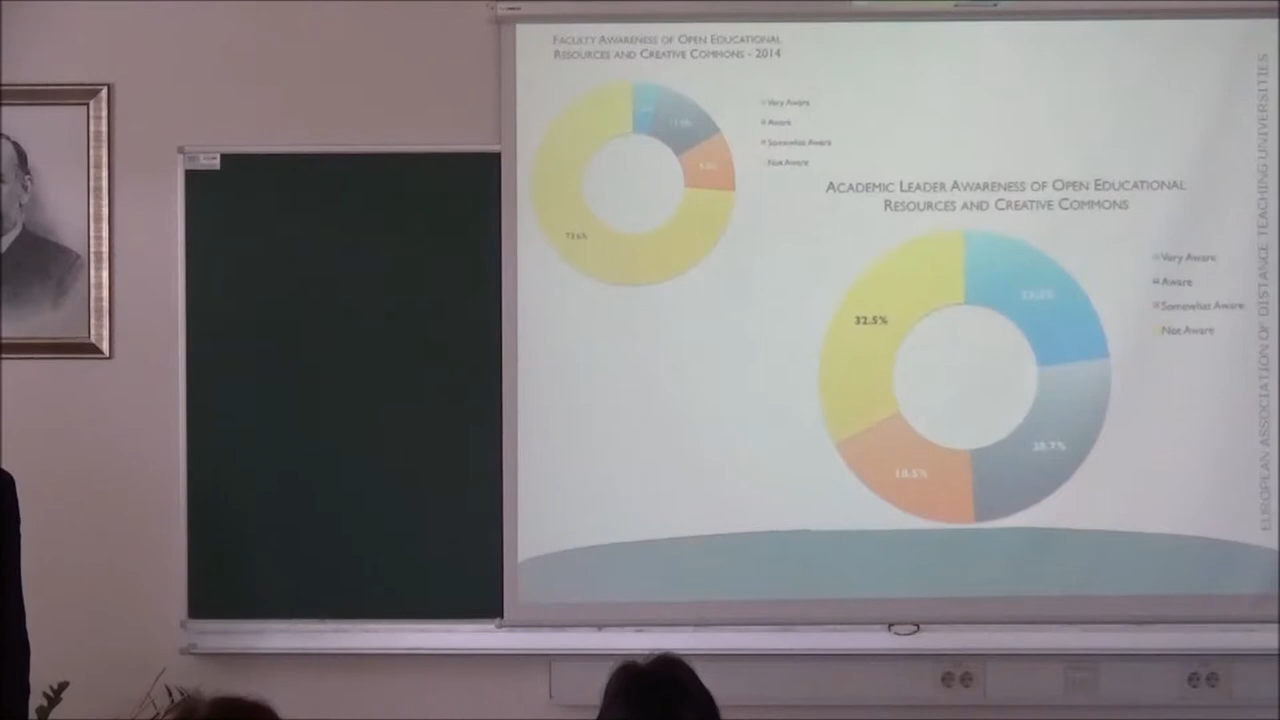 FACULTY AWARENESS OF OPEN EDUCATIONAL
RESOURCES AND CREATIVE COMMONS - 2014
Very Aware
Aware
Somewhat Aware
Not Aware
73.6%
ACADEMIC LEADER AWARENESS OF OPEN EDUCATIONAL
RESOURCES AND CREATIVE COMMONS
Very Aware
Aware
Somewhat Aware
Not Aware
32.5%
18.5%
EUROPEAN ASSOCIATION OF DISTANCE TEACHING UNIVERSITIES